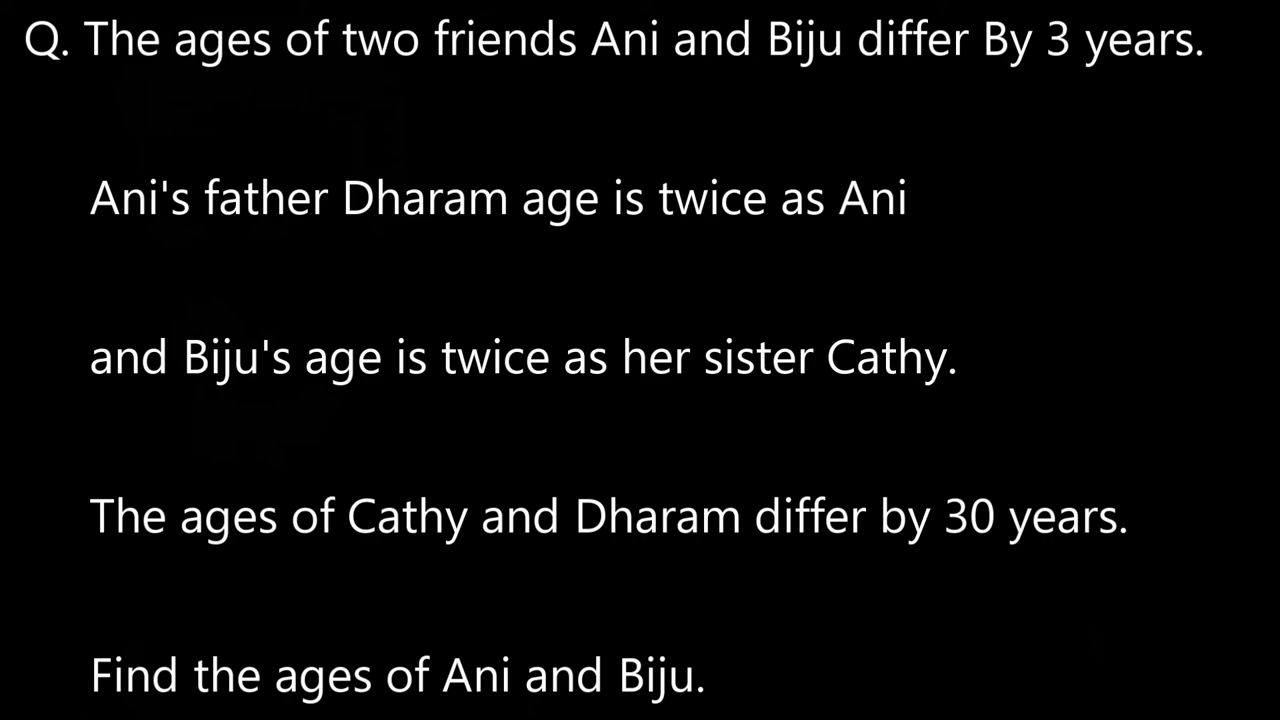 Q. The ages of two friends Ani and Biju differ By 3 years.
Ani's father Dharam age is twice as Ani
and Biju's age is twice as her sister Cathy.
The ages of Cathy and Dharam differ by 30 years.
Find the ages of Ani and Biju.